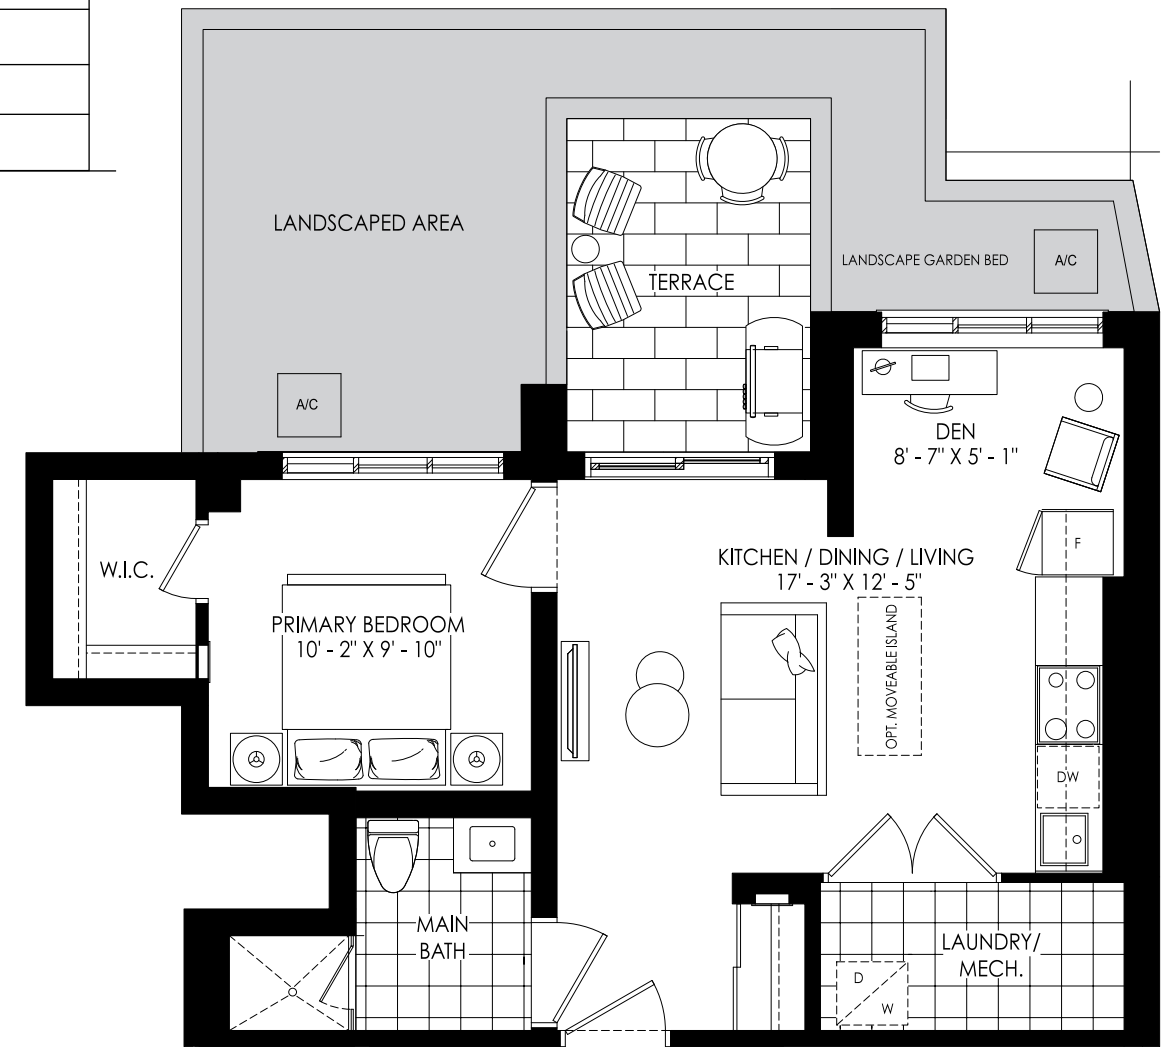 LANDSCAPED AREA
TERRACE
LANDSCAPE GARDEN BED
A/C
A/C
DEN
8' - 7" X 5' - 1"
F
W.I.C.
KITCHEN / DINING / LIVING
17' - 3" X 12' - 5"
PRIMARY BEDROOM
10' - 2" X 9' - 10"
OPT. MOVEABLE ISLAND
DW
MAIN
BATH
LAUNDRY/
MECH.
D
W